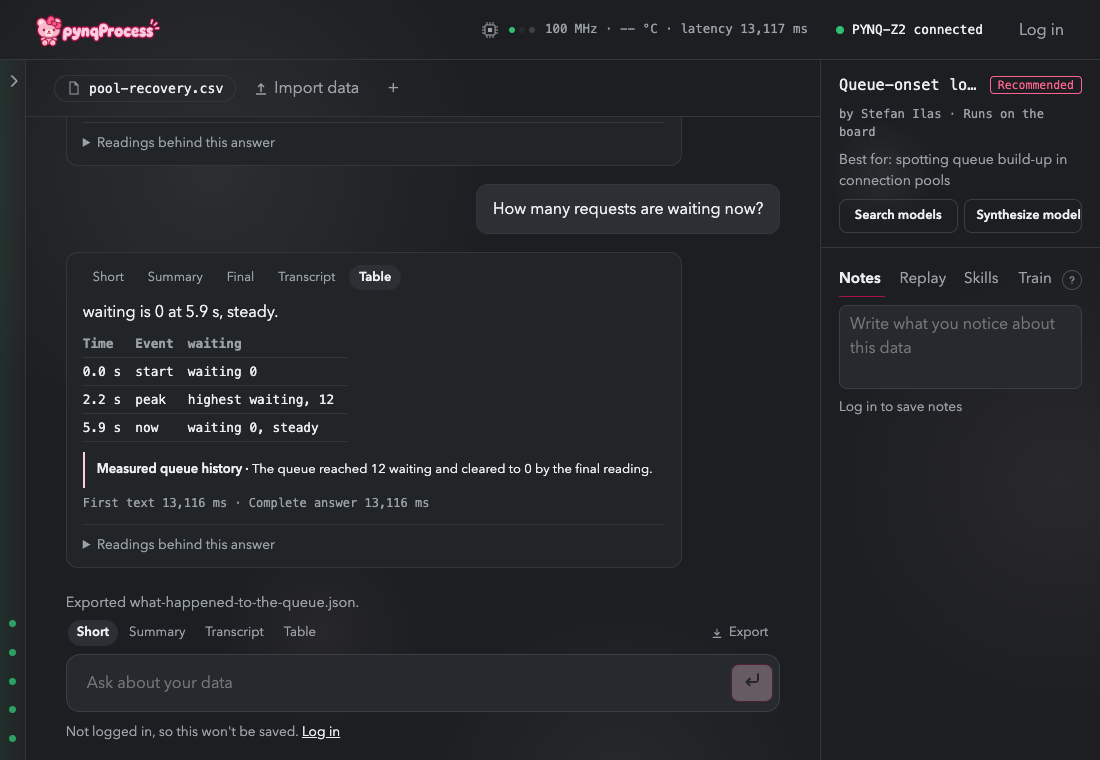 pynqProcess
100 MHz · -- °C · latency 13,117 ms
PYNQ-Z2 connected
Log in
pool-recovery.csv
Import data
+
Readings behind this answer
How many requests are waiting now?
Short Summary Final Transcript Table
waiting is 0 at 5.9 s, steady.
Time Event waiting
0.0 s start waiting 0
2.2 s peak highest waiting, 12
5.9 s now waiting 0, steady
Measured queue history · The queue reached 12 waiting and cleared to 0 by the final reading.
First text 13,116 ms · Complete answer 13,116 ms
Readings behind this answer
Exported what-happened-to-the-queue.json.
Short Summary Transcript Table
Export
Ask about your data
Not logged in, so this won't be saved. Log in
Queue-onset lo…
Recommended
by Stefan Ilas · Runs on the
board
Best for: spotting queue build-up in
connection pools
Search models
Synthesize model
Notes Replay Skills Train ?
Write what you notice about
this data
Log in to save notes